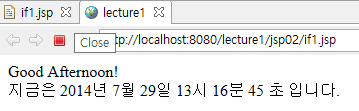 if1.jsp lecture1
Close tp://localhost:8080/lecture1/jsp02/if1.jsp
Good Afternoon!
지금은 2014년 7월 29일 13시 16분 45 초 입니다.